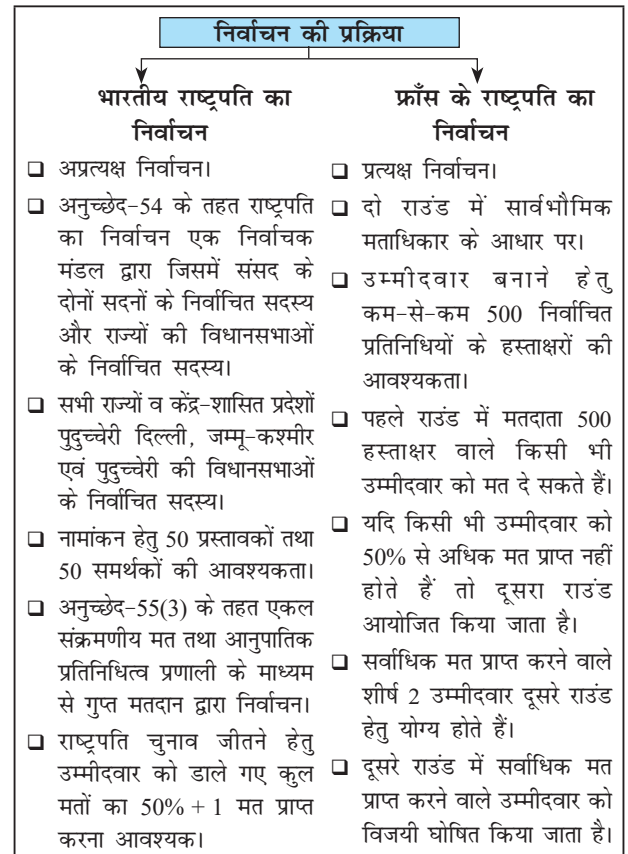 निर्वाचन की प्रक्रिया
भारतीय राष्ट्रपति का
निर्वाचन
❑ अप्रत्यक्ष निर्वाचन।
❑ अनुच्छेद-54 के तहत राष्ट्रपति
का निर्वाचन एक निर्वाचक
मंडल द्वारा जिसमें संसद के
दोनों सदनों के निर्वाचित सदस्य
और राज्यों की विधानसभाओं
के निर्वाचित सदस्य।
❑ सभी राज्यों व केंद्र-शासित प्रदेशों
पुदुच्चेरी दिल्ली, जम्मू-कश्मीर
एवं पुदुच्चेरी की विधानसभाओं
के निर्वाचित सदस्य।
❑ नामांकन हेतु 50 प्रस्तावकों तथा
50 समर्थकों की आवश्यकता।
❑ अनुच्छेद-55(3) के तहत एकल
संक्रमणीय मत तथा आनुपातिक
प्रतिनिधित्व प्रणाली के माध्यम
से गुप्त मतदान द्वारा निर्वाचन।
❑ राष्ट्रपति चुनाव जीतने हेतु
उम्मीदवार को डाले गए कुल
मतों का 50% + 1 मत प्राप्त
करना आवश्यक।
फ्राँस के राष्ट्रपति का
निर्वाचन
❑ प्रत्यक्ष निर्वाचन।
❑ दो राउंड में सार्वभौमिक
मताधिकार के आधार पर।
❑ उम्मीदवार बनाने हेतु
कम-से-कम 500 निर्वाचित
प्रतिनिधियों के हस्ताक्षरों की
आवश्यकता।
❑ पहले राउंड में मतदाता 500
हस्ताक्षर वाले किसी भी
उम्मीदवार को मत दे सकते हैं।
❑ यदि किसी भी उम्मीदवार को
50% से अधिक मत प्राप्त नहीं
होते हैं तो दूसरा राउंड
आयोजित किया जाता है।
❑ सर्वाधिक मत प्राप्त करने वाले
शीर्ष 2 उम्मीदवार दूसरे राउंड
हेतु योग्य होते हैं।
❑ दूसरे राउंड में सर्वाधिक मत
प्राप्त करने वाले उम्मीदवार को
विजयी घोषित किया जाता है।